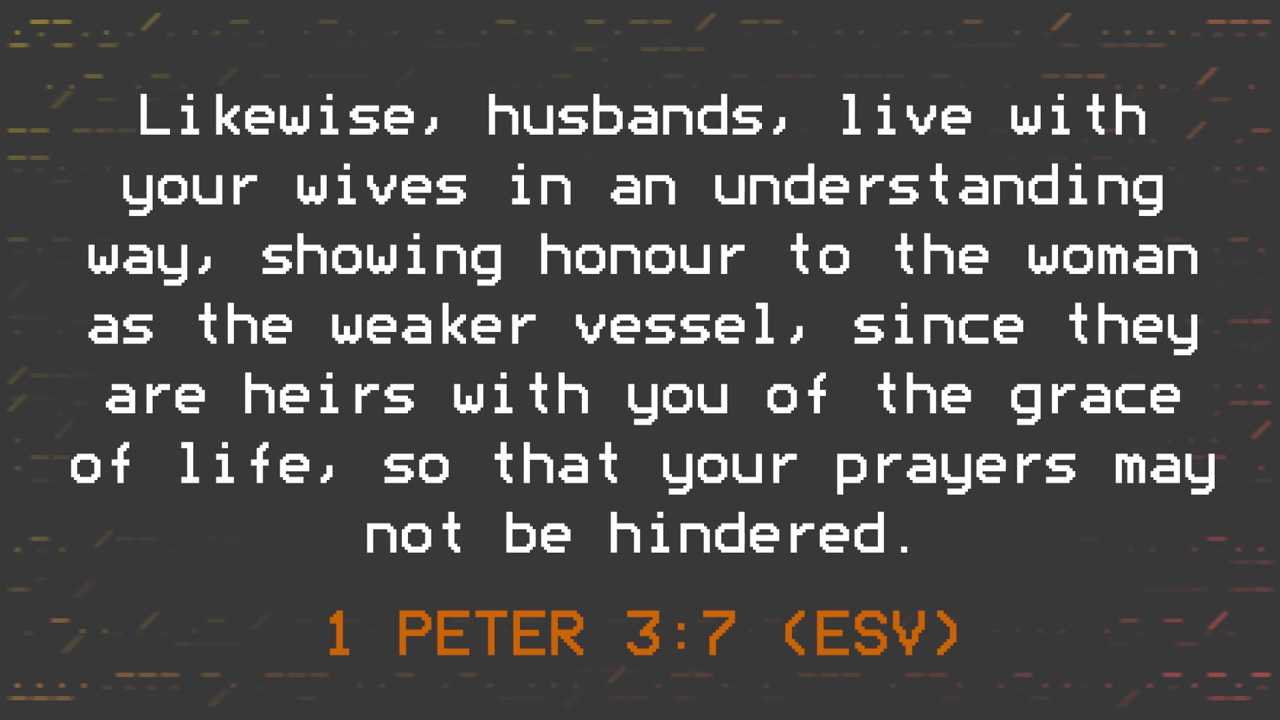 Likewise, husbands, live with
your wives in an understanding
way, showing honour to the woman
as the weaker vessel, since they
are heirs with you of the grace
of life, so that your prayers may
not be hindered.
1 PETER 3:7 (ESV)